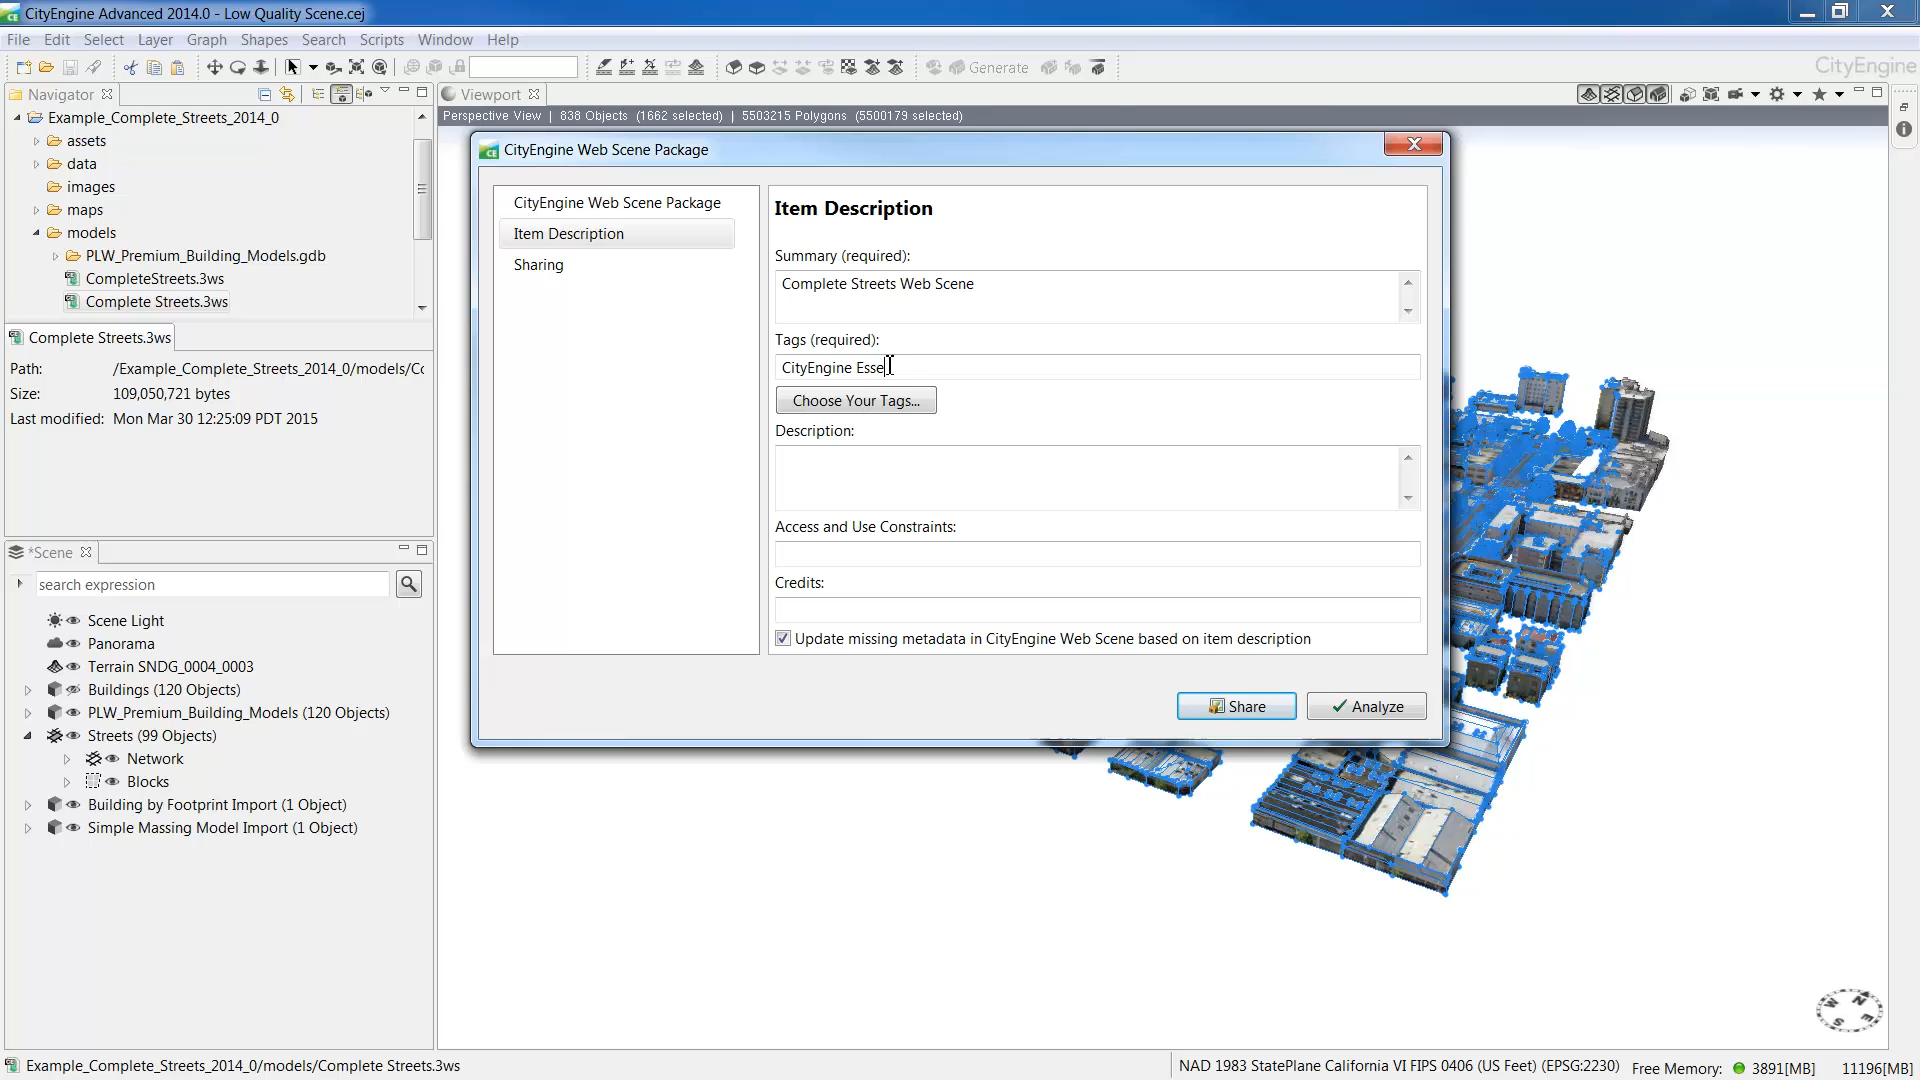 CityEngine Advanced 2014.0 - Low Quality Scene.cej
File Edit Select Layer Graph Shapes Search Scripts Window Help
Generate
CityEngine
Navigator
Example_Complete_Streets_2014_0
assets
data
images
maps
models
PLW_Premium_Building_Models.gdb
CompleteStreets.3ws
Complete Streets.3ws
Complete Streets.3ws
Path: /Example_Complete_Streets_2014_0/models/Cc
Size: 109,050,721 bytes
Last modified: Mon Mar 30 12:25:09 PDT 2015
*Scene
search expression
Scene Light
Panorama
Terrain SNDG_0004_0003
Buildings (120 Objects)
PLW_Premium_Building_Models (120 Objects)
Streets (99 Objects)
Network
Blocks
Building by Footprint Import (1 Object)
Simple Massing Model Import (1 Object)
Viewport
Perspective View | 838 Objects (1662 selected) | 5503215 Polygons (5500179 selected)
CityEngine Web Scene Package
CityEngine Web Scene Package
Item Description
Sharing
Item Description
Summary (required):
Complete Streets Web Scene
Tags (required):
CityEngine Esse
Choose Your Tags...
Description:
Access and Use Constraints:
Credits:
Update missing metadata in CityEngine Web Scene based on item description
Share
Analyze
N
E
S
W
Example_Complete_Streets_2014_0/models/Complete Streets.3ws
NAD 1983 StatePlane California VI FIPS 0406 (US Feet) (EPSG:2230)
Free Memory: 3891[MB] 11196[MB]